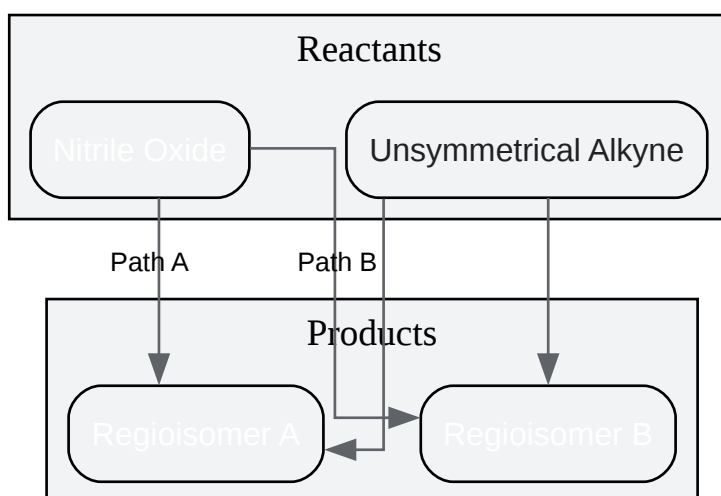 Reactants
Nitrile Oxide
Unsymmetrical Alkyne
Path A
Path B
Products
Regioisomer A
Regioisomer B